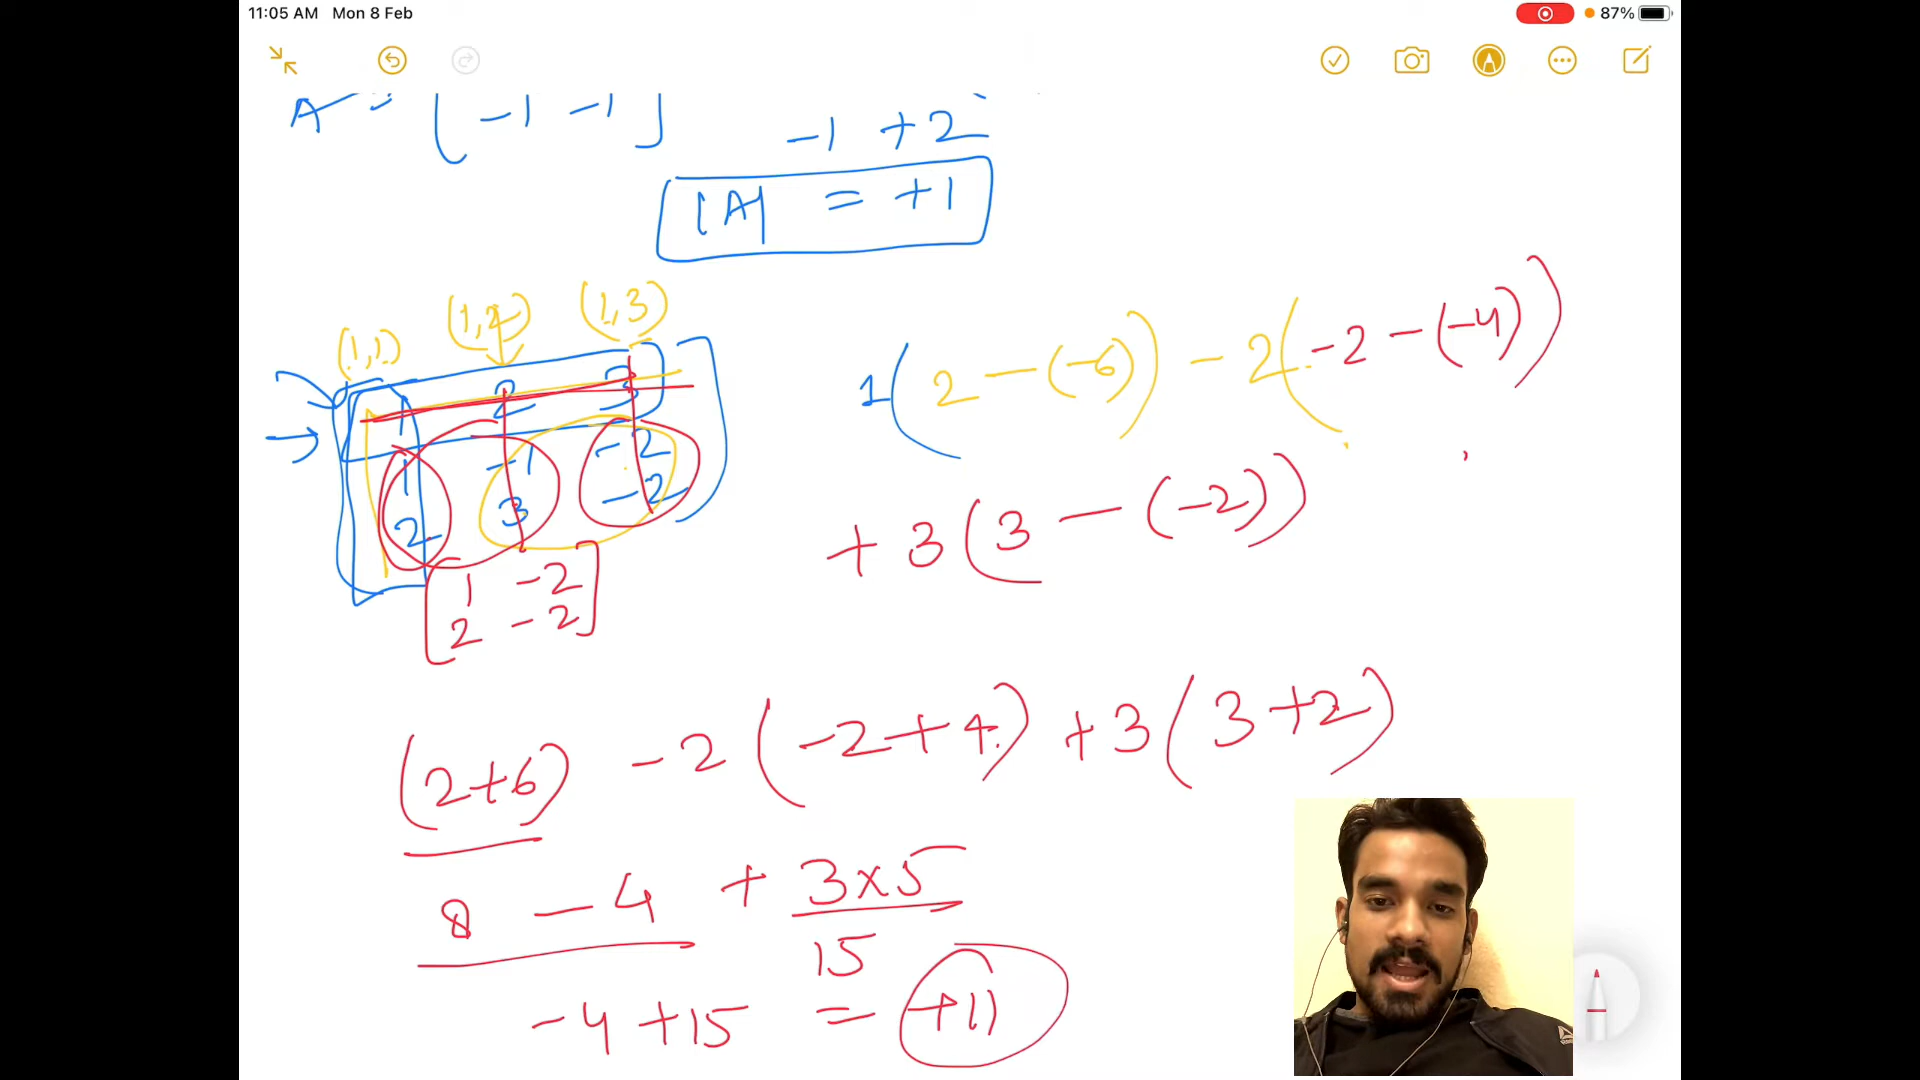 11:05 AM Mon 8 Feb
87%
A = [ -1 -1 ]
-1 +2
|A| = +1
(1,1) (1,2) (1,3)
1 2 3
1 -1 -2
2 3 -2
1 -2
2 -2
1(2 - (-6)) - 2(-2 - (-4))
+ 3(3 - (-2))
(2+6) - 2(-2+4) + 3(3+2)
8 - 4 + 3x5
15
-4 + 15 = +11